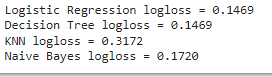 Logistic Regression logloss = 0.1469
Decision Tree logloss = 0.1469
KNN logloss = 0.3172
Naive Bayes logloss = 0.1720